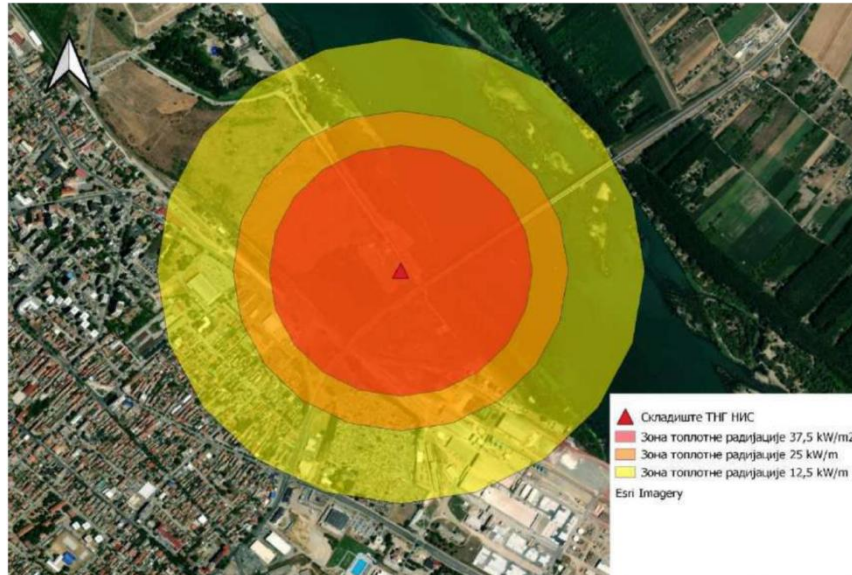 Складиште ТНГ НИС
Зона топлотне радијације 37,5 kW/m2
Зона топлотне радијације 25 kW/m
Зона топлотне радијације 12,5 kW/m
Esri Imagery